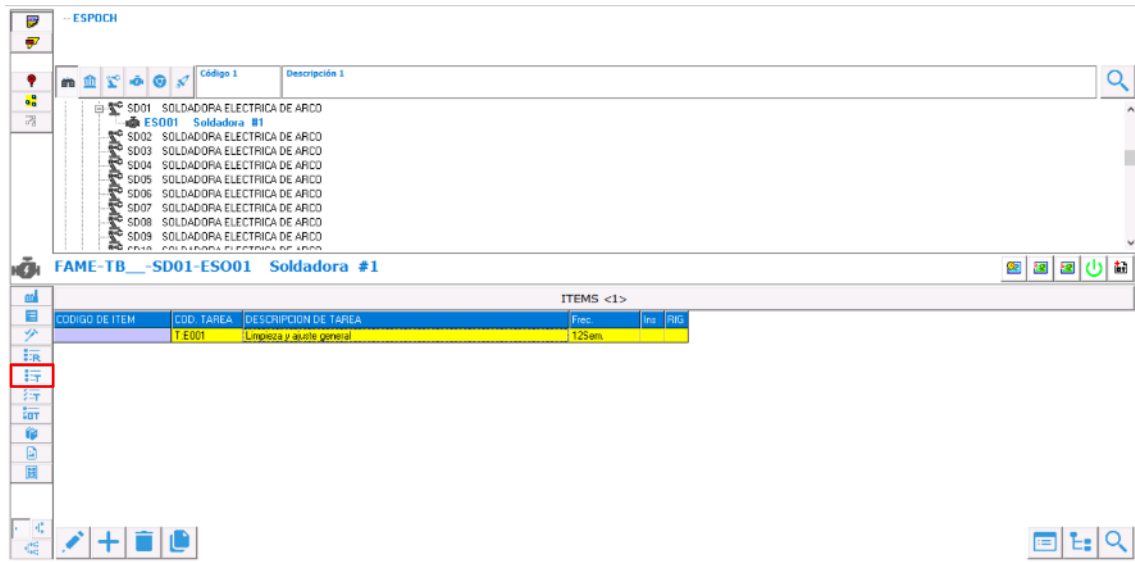 ESPOCH
Código 1 Descripción 1
SD01 SOLDADORA ELECTRICA DE ARCO
ESO01 Soldadora #1
SD02 SOLDADORA ELECTRICA DE ARCO
SD03 SOLDADORA ELECTRICA DE ARCO
SD04 SOLDADORA ELECTRICA DE ARCO
SD05 SOLDADORA ELECTRICA DE ARCO
SD06 SOLDADORA ELECTRICA DE ARCO
SD07 SOLDADORA ELECTRICA DE ARCO
SD08 SOLDADORA ELECTRICA DE ARCO
SD09 SOLDADORA ELECTRICA DE ARCO
FAME-TB__-SD01-ESO01 Soldadora #1
ITEMS <1>
CODIGO DE ITEM COD. TAREA DESCRIPCION DE TAREA Frec. Ins RIG
T.E001 Limpieza y ajuste general 12Sem.
R
T
T
OT